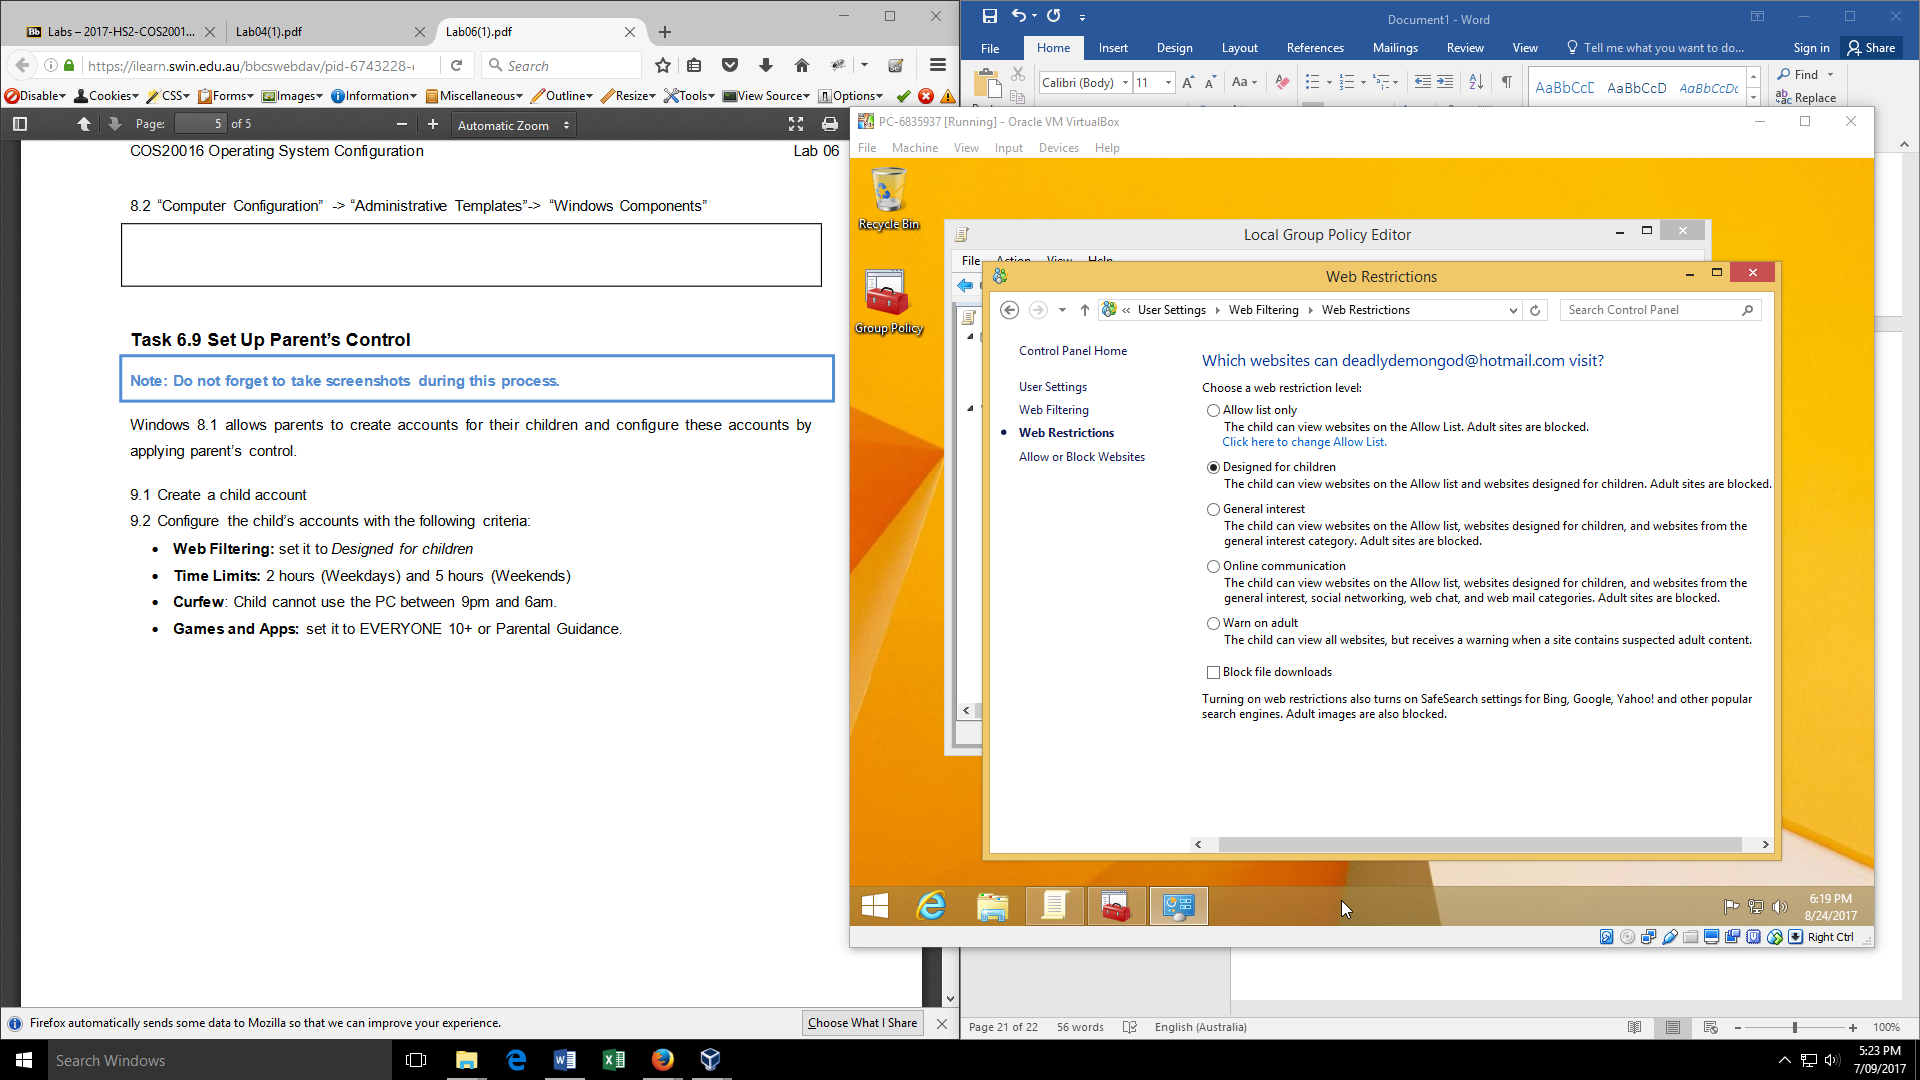 Labs – 2017-HS2-COS2001...
Lab04(1).pdf
Lab06(1).pdf
https://ilearn.swin.edu.au/bbcswebdav/pid-6743228-
Search
Disable
Cookies
CSS
Forms
Images
Information
Miscellaneous
Outline
Resize
Tools
View Source
Options
Page: 5 of 5
Automatic Zoom
COS20016 Operating System Configuration
Lab 06
8.2 “Computer Configuration” -> “Administrative Templates”-> “Windows Components”
Task 6.9 Set Up Parent’s Control
Note: Do not forget to take screenshots during this process.
Windows 8.1 allows parents to create accounts for their children and configure these accounts by
applying parent’s control.
9.1 Create a child account
9.2 Configure the child’s accounts with the following criteria:
• Web Filtering: set it to Designed for children
• Time Limits: 2 hours (Weekdays) and 5 hours (Weekends)
• Curfew: Child cannot use the PC between 9pm and 6am.
• Games and Apps: set it to EVERYONE 10+ or Parental Guidance.
Firefox automatically sends some data to Mozilla so that we can improve your experience.
Choose What I Share
Document1 - Word
File
Home
Insert
Design
Layout
References
Mailings
Review
View
Tell me what you want to do...
Sign in
Share
Calibri (Body)
11
Aa
AaBbCcD
AaBbCcD
Find
Replace
PC-6835937 [Running] - Oracle VM VirtualBox
File
Machine
View
Input
Devices
Help
Recycle Bin
Group Policy
Local Group Policy Editor
File
Action
View
Help
Web Restrictions
« User Settings
Web Filtering
Web Restrictions
Search Control Panel
Control Panel Home
User Settings
Web Filtering
• Web Restrictions
Allow or Block Websites
Which websites can deadlydemongod@hotmail.com visit?
Choose a web restriction level:
Allow list only
The child can view websites on the Allow List. Adult sites are blocked.
Click here to change Allow List.
Designed for children
The child can view websites on the Allow list and websites designed for children. Adult sites are blocked.
General interest
The child can view websites on the Allow list, websites designed for children, and websites from the
general interest category. Adult sites are blocked.
Online communication
The child can view websites on the Allow list, websites designed for children, and websites from the
general interest, social networking, web chat, and web mail categories. Adult sites are blocked.
Warn on adult
The child can view all websites, but receives a warning when a site contains suspected adult content.
Block file downloads
Turning on web restrictions also turns on SafeSearch settings for Bing, Google, Yahoo! and other popular
search engines. Adult images are also blocked.
6:19 PM
8/24/2017
Right Ctrl
Page 21 of 22
56 words
English (Australia)
100%
Search Windows
5:23 PM
7/09/2017